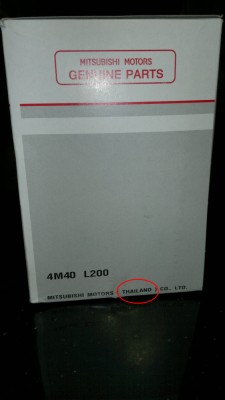 MITSUBISHI MOTORS
GENUINE PARTS
4M40 L200
MITSUBISHI MOTORS (THAILAND) CO., LTD.